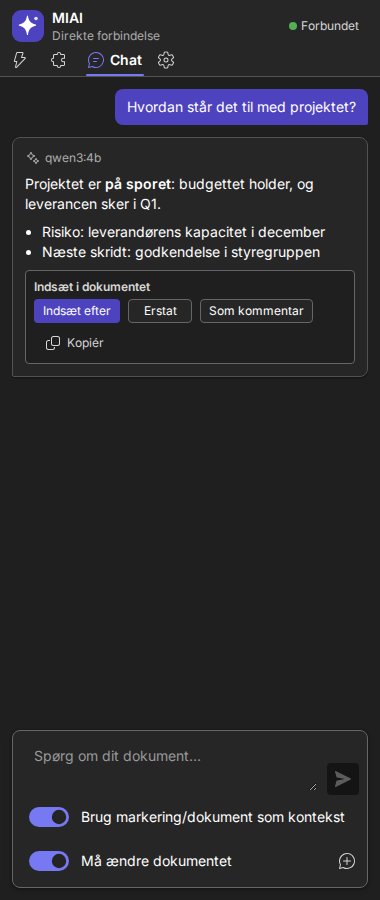 MIAI
Direkte forbindelse
Forbundet
Chat
Hvordan står det til med projektet?
qwen3:4b
Projektet er på sporet: budgettet holder, og
leverancen sker i Q1.
• Risiko: leverandørens kapacitet i december
• Næste skridt: godkendelse i styregruppen
Indsæt i dokumentet
Indsæt efter
Erstat
Som kommentar
Kopiér
Spørg om dit dokument...
Brug markering/dokument som kontekst
Må ændre dokumentet